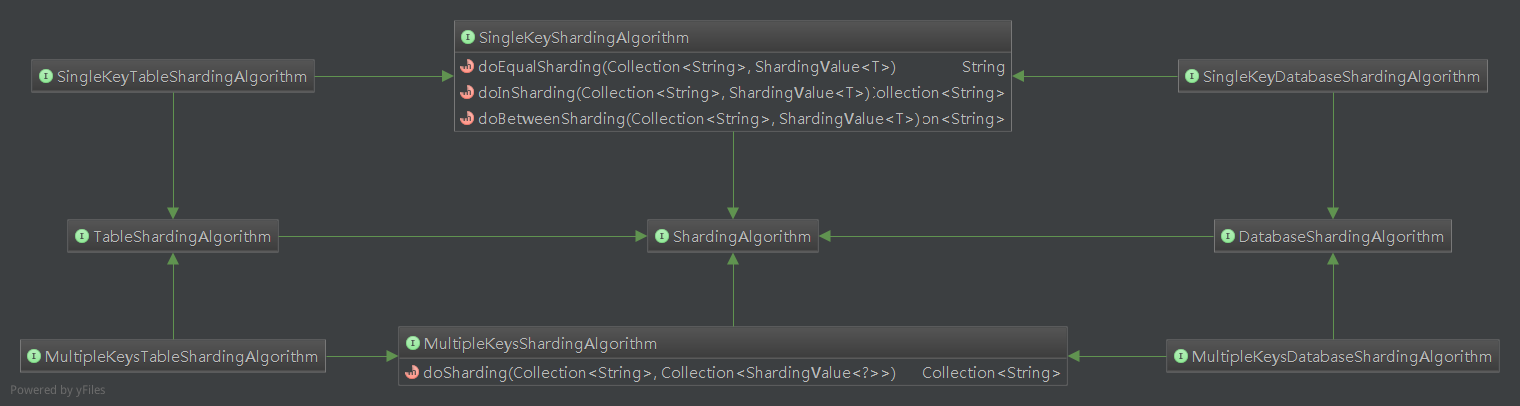 SingleKeyShardingAlgorithm
SingleKeyTableShardingAlgorithm
doEqualSharding(Collection<String>, ShardingValue<T>) String
SingleKeyDatabaseShardingAlgorithm
doInSharding(Collection<String>, ShardingValue<T>) Collection<String>
doBetweenSharding(Collection<String>, ShardingValue<T>) on<String>
TableShardingAlgorithm
ShardingAlgorithm
DatabaseShardingAlgorithm
MultipleKeysShardingAlgorithm
MultipleKeysTableShardingAlgorithm
MultipleKeysDatabaseShardingAlgorithm
doSharding(Collection<String>, Collection<ShardingValue<?>>) Collection<String>
Powered by yFiles